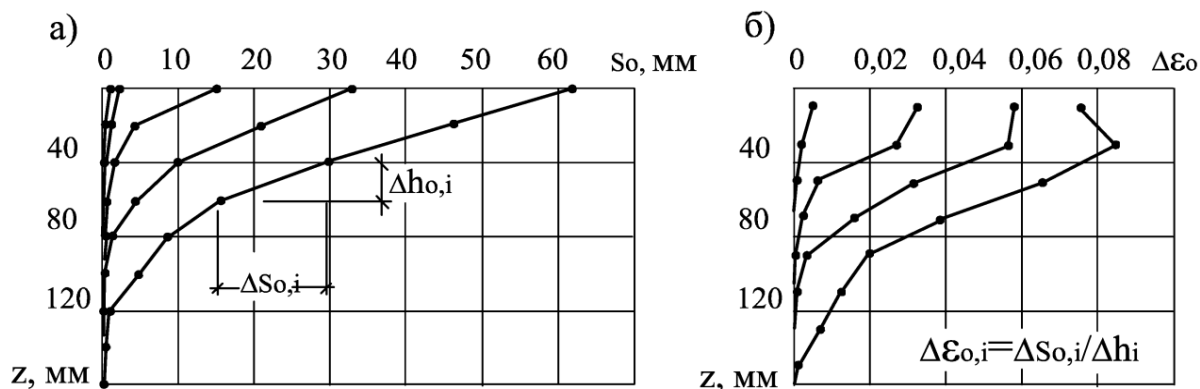 а)
0 10 20 30 40 50 60 So, мм
40
80
120
z, мм
Δho,i
ΔSo,i
б)
0 0,02 0,04 0,06 0,08 Δεo
40
80
120
z, мм
Δεo,i=ΔSo,i/Δhi